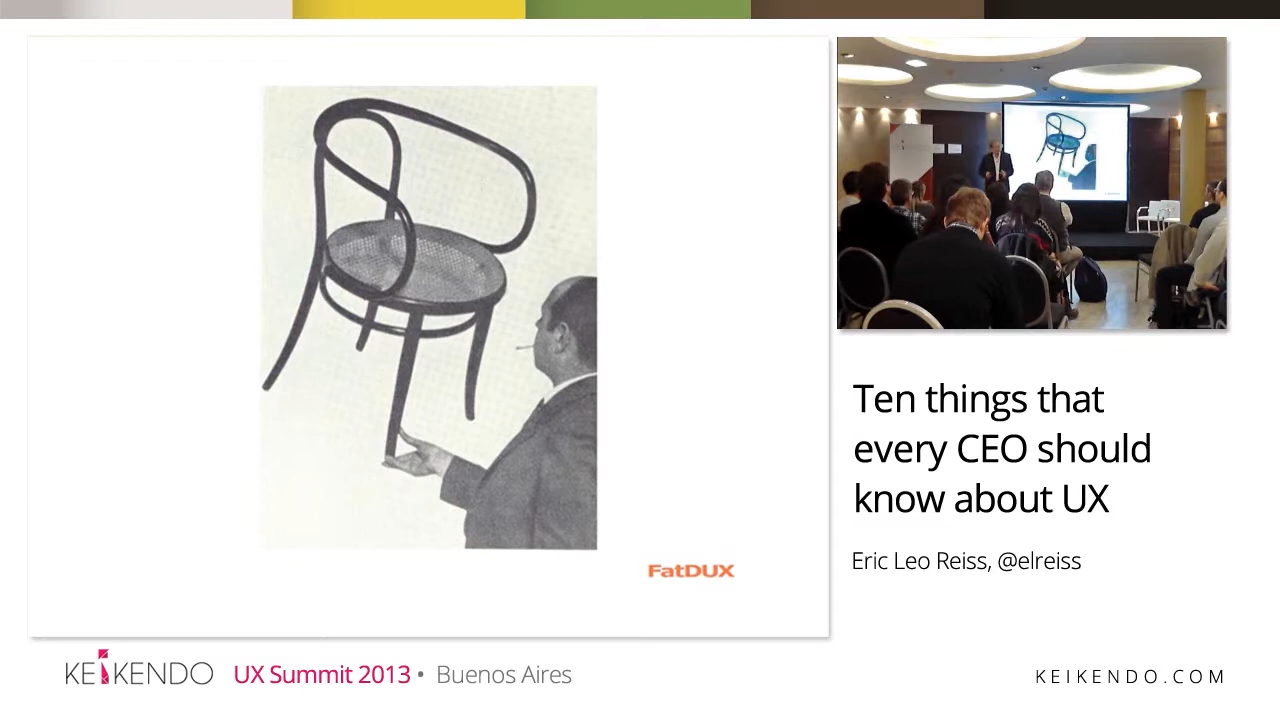 FatDUX
Ten things that
every CEO should
know about UX
Eric Leo Reiss, @elreiss
KEIKENDO UX Summit 2013 • Buenos Aires
KEIKENDO.COM